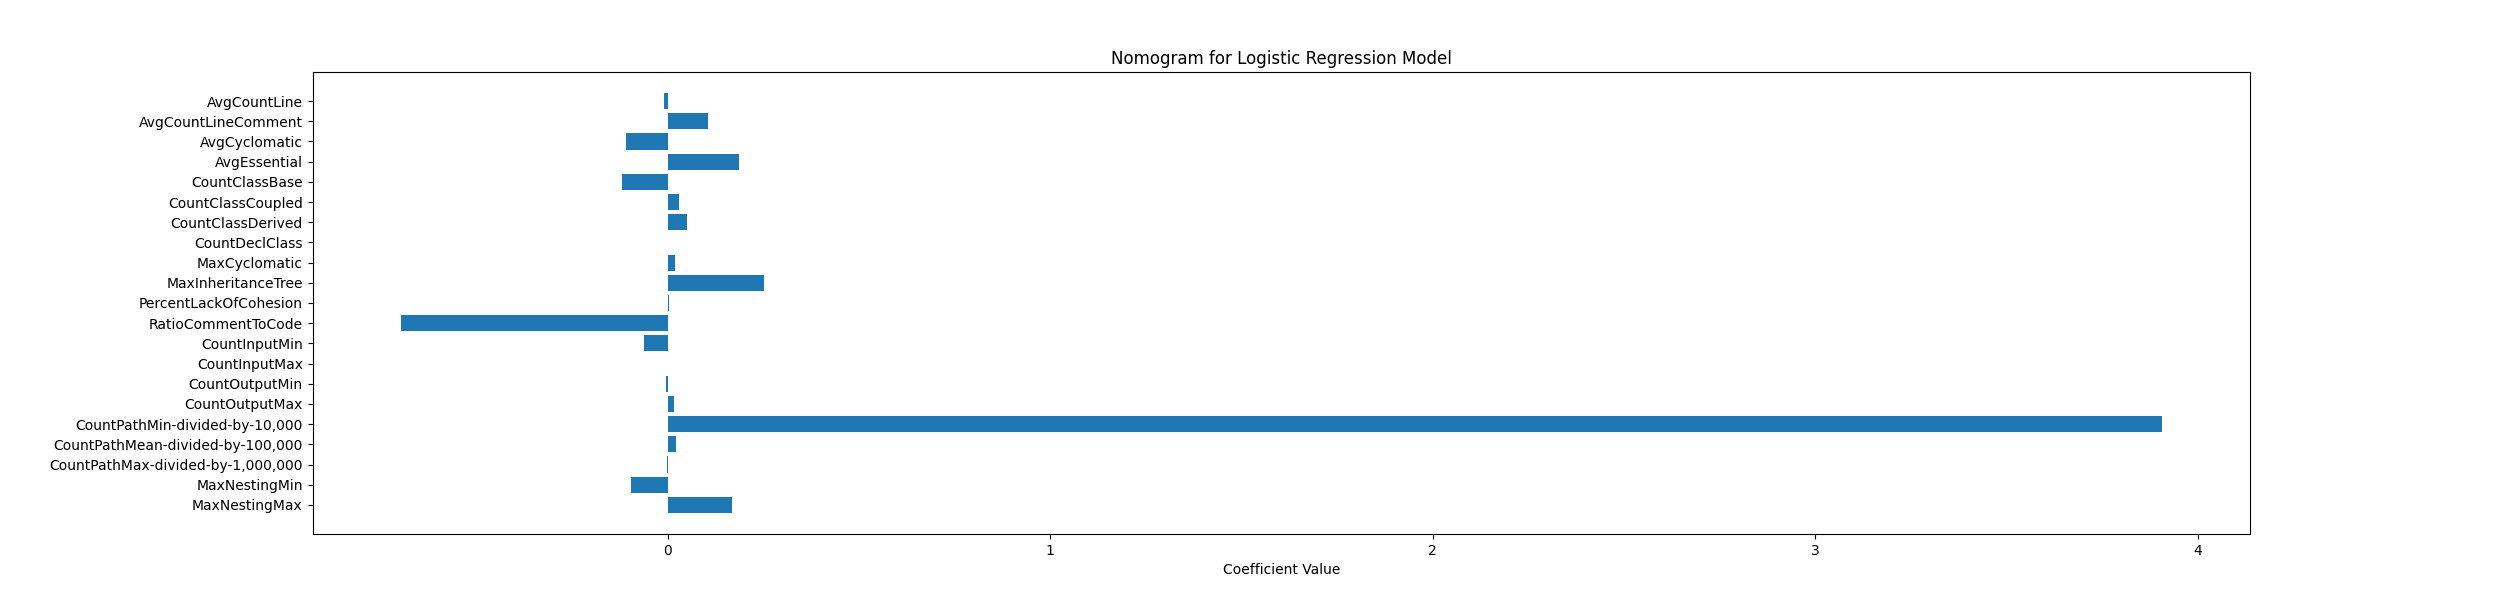 Nomogram for Logistic Regression Model
AvgCountLine
AvgCountLineComment
AvgCyclomatic
AvgEssential
CountClassBase
CountClassCoupled
CountClassDerived
CountDeclClass
MaxCyclomatic
MaxInheritanceTree
PercentLackOfCohesion
RatioCommentToCode
CountInputMin
CountInputMax
CountOutputMin
CountOutputMax
CountPathMin-divided-by-10,000
CountPathMean-divided-by-100,000
CountPathMax-divided-by-1,000,000
MaxNestingMin
MaxNestingMax
0 1 2 3 4
Coefficient Value